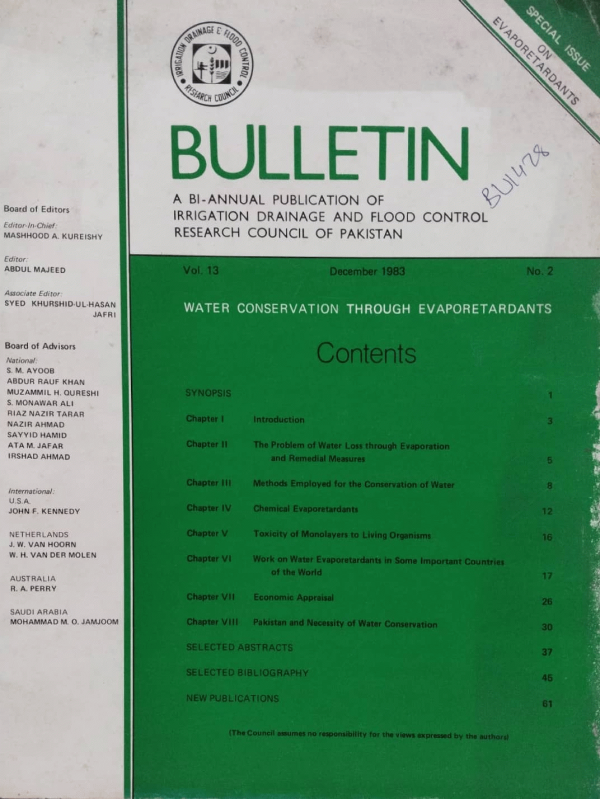 SPECIAL ISSUE
ON
EVAPORETARDANTS
IRRIGATION DRAINAGE & FLOOD CONTROL
RESEARCH COUNCIL
BULLETIN
BU1428
A BI-ANNUAL PUBLICATION OF
IRRIGATION DRAINAGE AND FLOOD CONTROL
RESEARCH COUNCIL OF PAKISTAN
Board of Editors
Editor-In-Chief:
MASHHOOD A. KUREISHY
Editor:
ABDUL MAJEED
Associate Editor:
SYED KHURSHID-UL-HASAN
JAFRI
Board of Advisors
National:
S. M. AYOOB
ABDUR RAUF KHAN
MUZAMMIL H. QURESHI
S. MONAWAR ALI
RIAZ NAZIR TARAR
NAZIR AHMAD
SAYYID HAMID
ATA M. JAFAR
IRSHAD AHMAD
International:
U.S.A.
JOHN F. KENNEDY
NETHERLANDS
J. W. VAN HOORN
W. H. VAN DER MOLEN
AUSTRALIA
R. A. PERRY
SAUDI ARABIA
MOHAMMAD M. O. JAMJOOM
Vol. 13 December 1983 No. 2
WATER CONSERVATION THROUGH EVAPORETARDANTS
Contents
SYNOPSIS 1
Chapter I Introduction 3
Chapter II The Problem of Water Loss through Evaporation
and Remedial Measures 5
Chapter III Methods Employed for the Conservation of Water 8
Chapter IV Chemical Evaporetardants 12
Chapter V Toxicity of Monolayers to Living Organisms 16
Chapter VI Work on Water Evaporetardants in Some Important Countries
of the World 17
Chapter VII Economic Appraisal 26
Chapter VIII Pakistan and Necessity of Water Conservation 30
SELECTED ABSTRACTS 37
SELECTED BIBLIOGRAPHY 45
NEW PUBLICATIONS 61
(The Council assumes no responsibility for the views expressed by the authors)